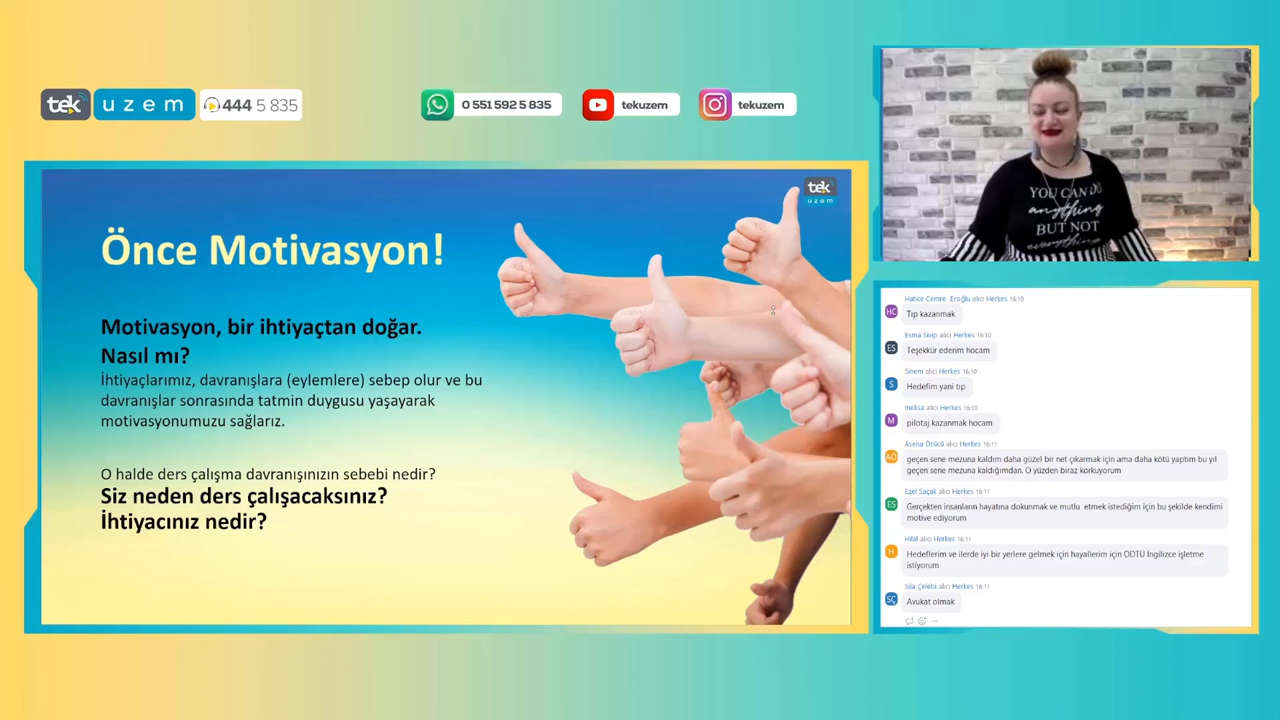 tek uzem 444 5 835
0 551 592 5 835
tekuzem
tekuzem
tek
uzem
Önce Motivasyon!
Motivasyon, bir ihtiyaçtan doğar.
Nasıl mı?
İhtiyaçlarımız, davranışlara (eylemlere) sebep olur ve bu
davranışlar sonrasında tatmin duygusu yaşayarak
motivasyonumuzu sağlarız.
O halde ders çalışma davranışınızın sebebi nedir?
Siz neden ders çalışacaksınız?
İhtiyacınız nedir?
YOU CAN DO
anything
BUT NOT
everything
Hatice Cemre Eroğlu alıcı Herkes 16:10
HC
Tıp kazanmak
Esma Sivip alıcı Herkes 16:10
ES
Teşekkür ederim hocam
Sinem alıcı Herkes 16:10
S
Hedefim yani tıp
melisa alıcı Herkes 16:10
M
pilotaj kazanmak hocam
Asena Örücü alıcı Herkes 16:11
AÖ
geçen sene mezuna kaldım daha güzel bir net çıkarmak için ama daha kötü yaptım bu yıl
geçen sene mezuna kaldığımdan. O yüzden biraz korkuyorum
Ezel Saçak alıcı Herkes 16:11
ES
Gerçekten insanların hayatına dokunmak ve mutlu etmek istediğim için bu şekilde kendimi
motive ediyorum
Hilal alıcı Herkes 16:11
H
Hedeflerim ve ilerde iyi bir yerlere gelmek için hayallerim için ODTÜ İngilizce işletme
istiyorum
Sıla Çelebi alıcı Herkes 16:11
SÇ
Avukat olmak